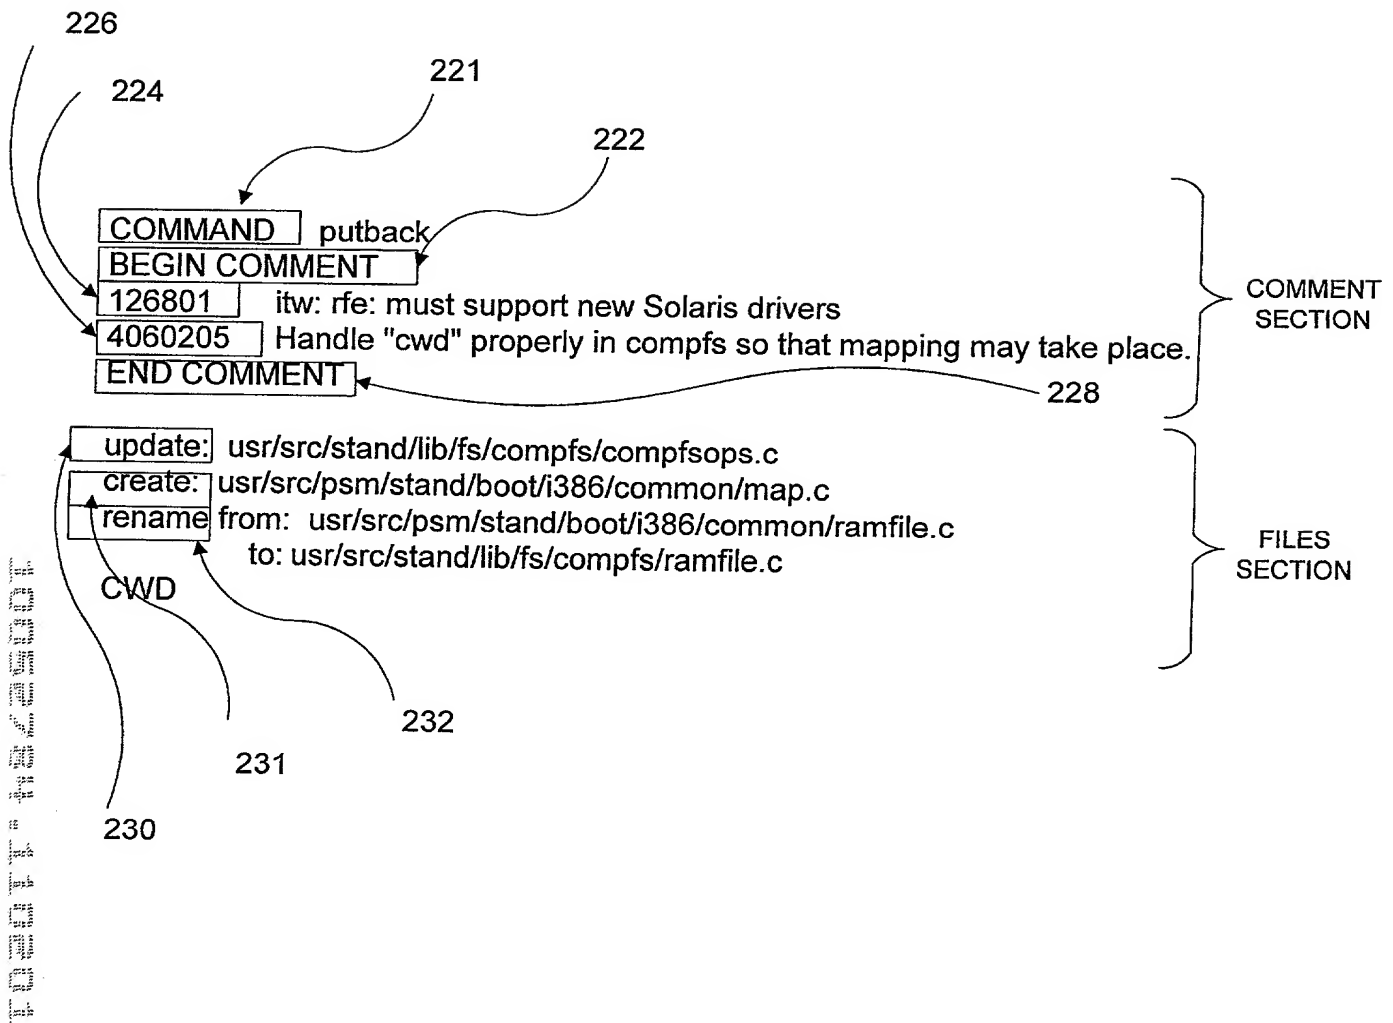 226
224
221
222
COMMAND putback
BEGIN COMMENT
126801 itw: rfe: must support new Solaris drivers
4060205 Handle "cwd" properly in compfs so that mapping may take place.
END COMMENT
228
COMMENT
SECTION
update: usr/src/stand/lib/fs/compfs/compfsops.c
create: usr/src/psm/stand/boot/i386/common/map.c
rename from: usr/src/psm/stand/boot/i386/common/ramfile.c
to: usr/src/stand/lib/fs/compfs/ramfile.c
CWD
FILES
SECTION
232
231
230
10052784.110201